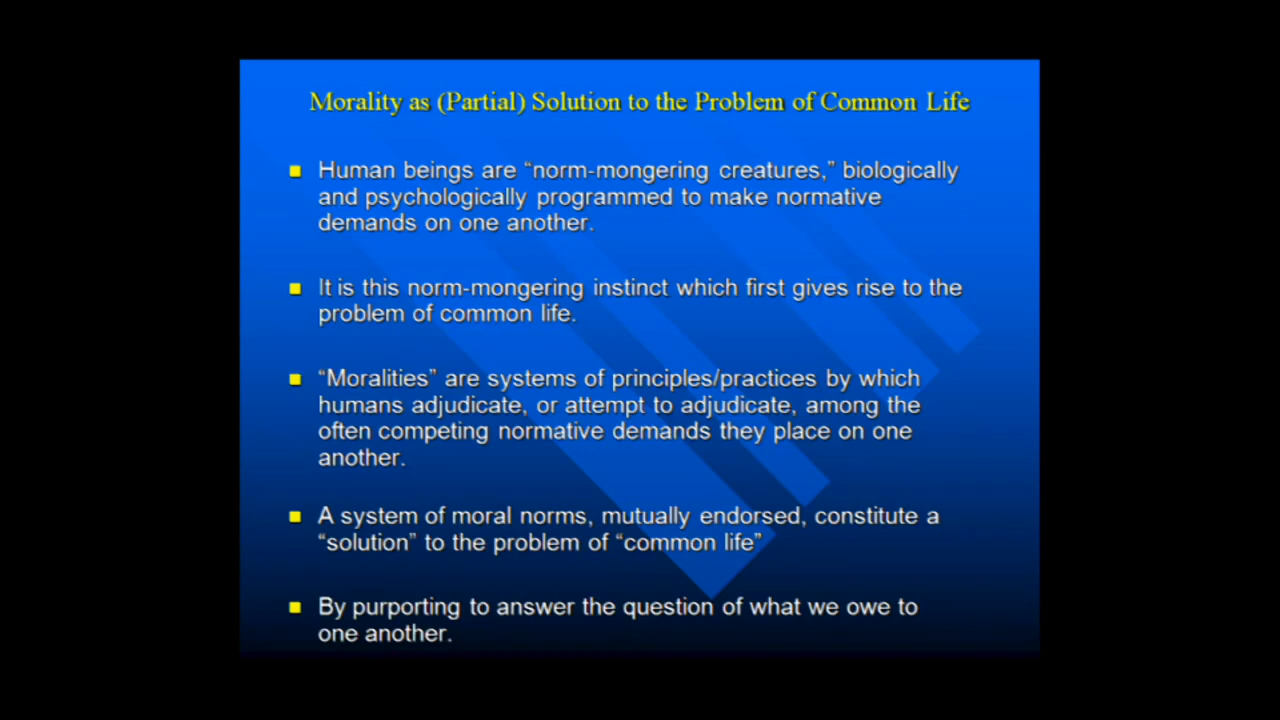 Morality as (Partial) Solution to the Problem of Common Life
Human beings are “norm-mongering creatures,” biologically
and psychologically programmed to make normative
demands on one another.
It is this norm-mongering instinct which first gives rise to the
problem of common life.
“Moralities” are systems of principles/practices by which
humans adjudicate, or attempt to adjudicate, among the
often competing normative demands they place on one
another.
A system of moral norms, mutually endorsed, constitute a
“solution” to the problem of “common life”
By purporting to answer the question of what we owe to
one another.